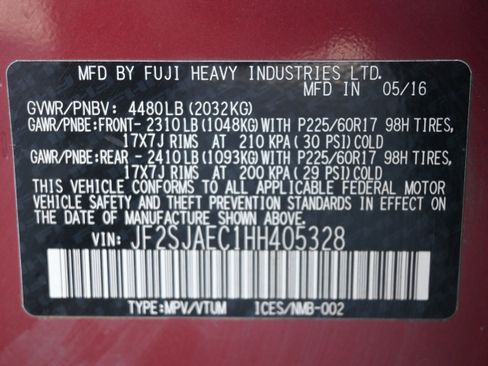 MFD BY FUJI HEAVY INDUSTRIES LTD.
MFD IN 05/16
GVWR/PNBV: 4480LB(2032KG)
GAWR/PNBE:FRONT- 2310LB(1048KG)WITH P225/60R17 98H TIRES,
17X7J RIMS AT 210 KPA(30 PSI)COLD
GAWR/PNBE:REAR - 2410LB(1093KG)WITH P225/60R17 98H TIRES,
17X7J RIMS AT 200 KPA(29 PSI)COLD
THIS VEHICLE CONFORMS TO ALL APPLICABLE FEDERAL MOTOR
VEHICLE SAFETY AND THEFT PREVENTION STANDARDS IN EFFECT
ON THE DATE OF MANUFACTURE SHOWN ABOVE.
VIN: JF2SJAEC1HH405328
TYPE:MPV/VTUM ICES/NMB-002